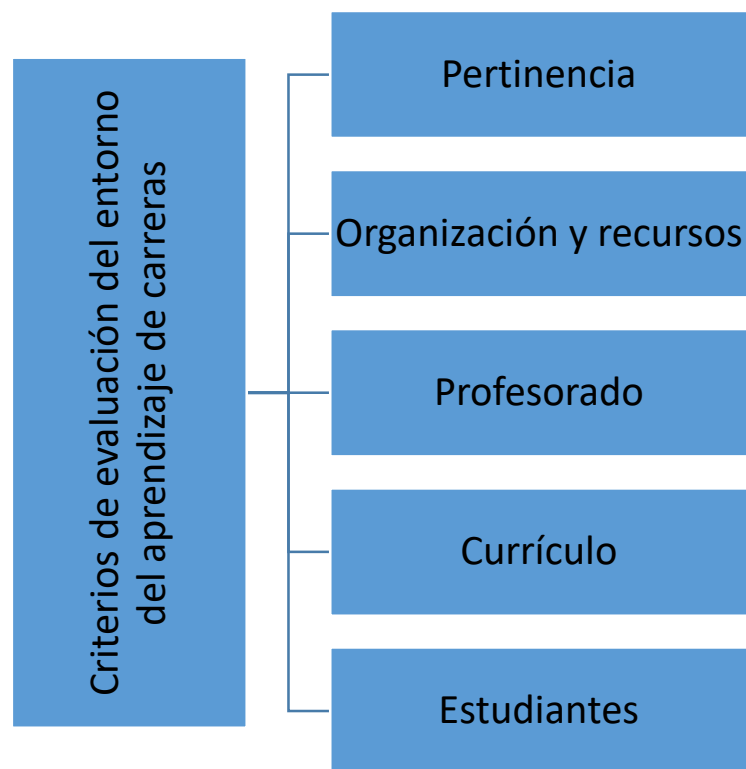 Criterios de evaluación del entorno
del aprendizaje de carreras
Pertinencia
Organización y recursos
Profesorado
Currículo
Estudiantes